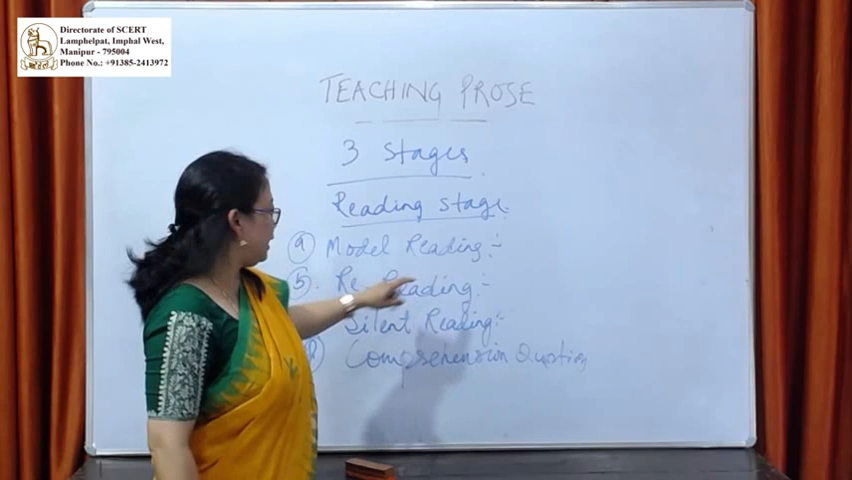 Directorate of SCERT
Lamphelpat, Imphal West,
Manipur - 795004
Phone No.: +91385-2413972
TEACHING PROSE
3 Stages
Reading stage
(a) Model Reading :-
(b). Re Reading :-
Silent Reading :-
Comprehension Question